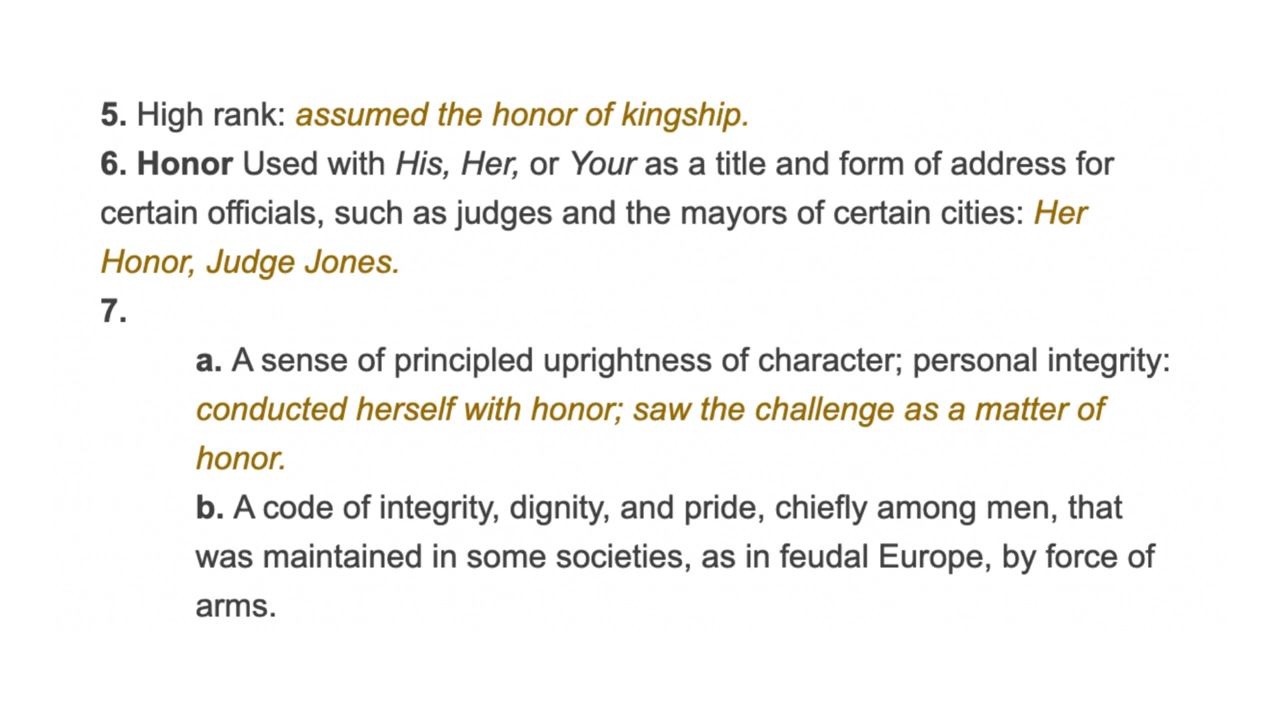 5. High rank: assumed the honor of kingship.
6. Honor Used with His, Her, or Your as a title and form of address for
certain officials, such as judges and the mayors of certain cities: Her
Honor, Judge Jones.
7.
a. A sense of principled uprightness of character; personal integrity:
conducted herself with honor; saw the challenge as a matter of
honor.
b. A code of integrity, dignity, and pride, chiefly among men, that
was maintained in some societies, as in feudal Europe, by force of
arms.